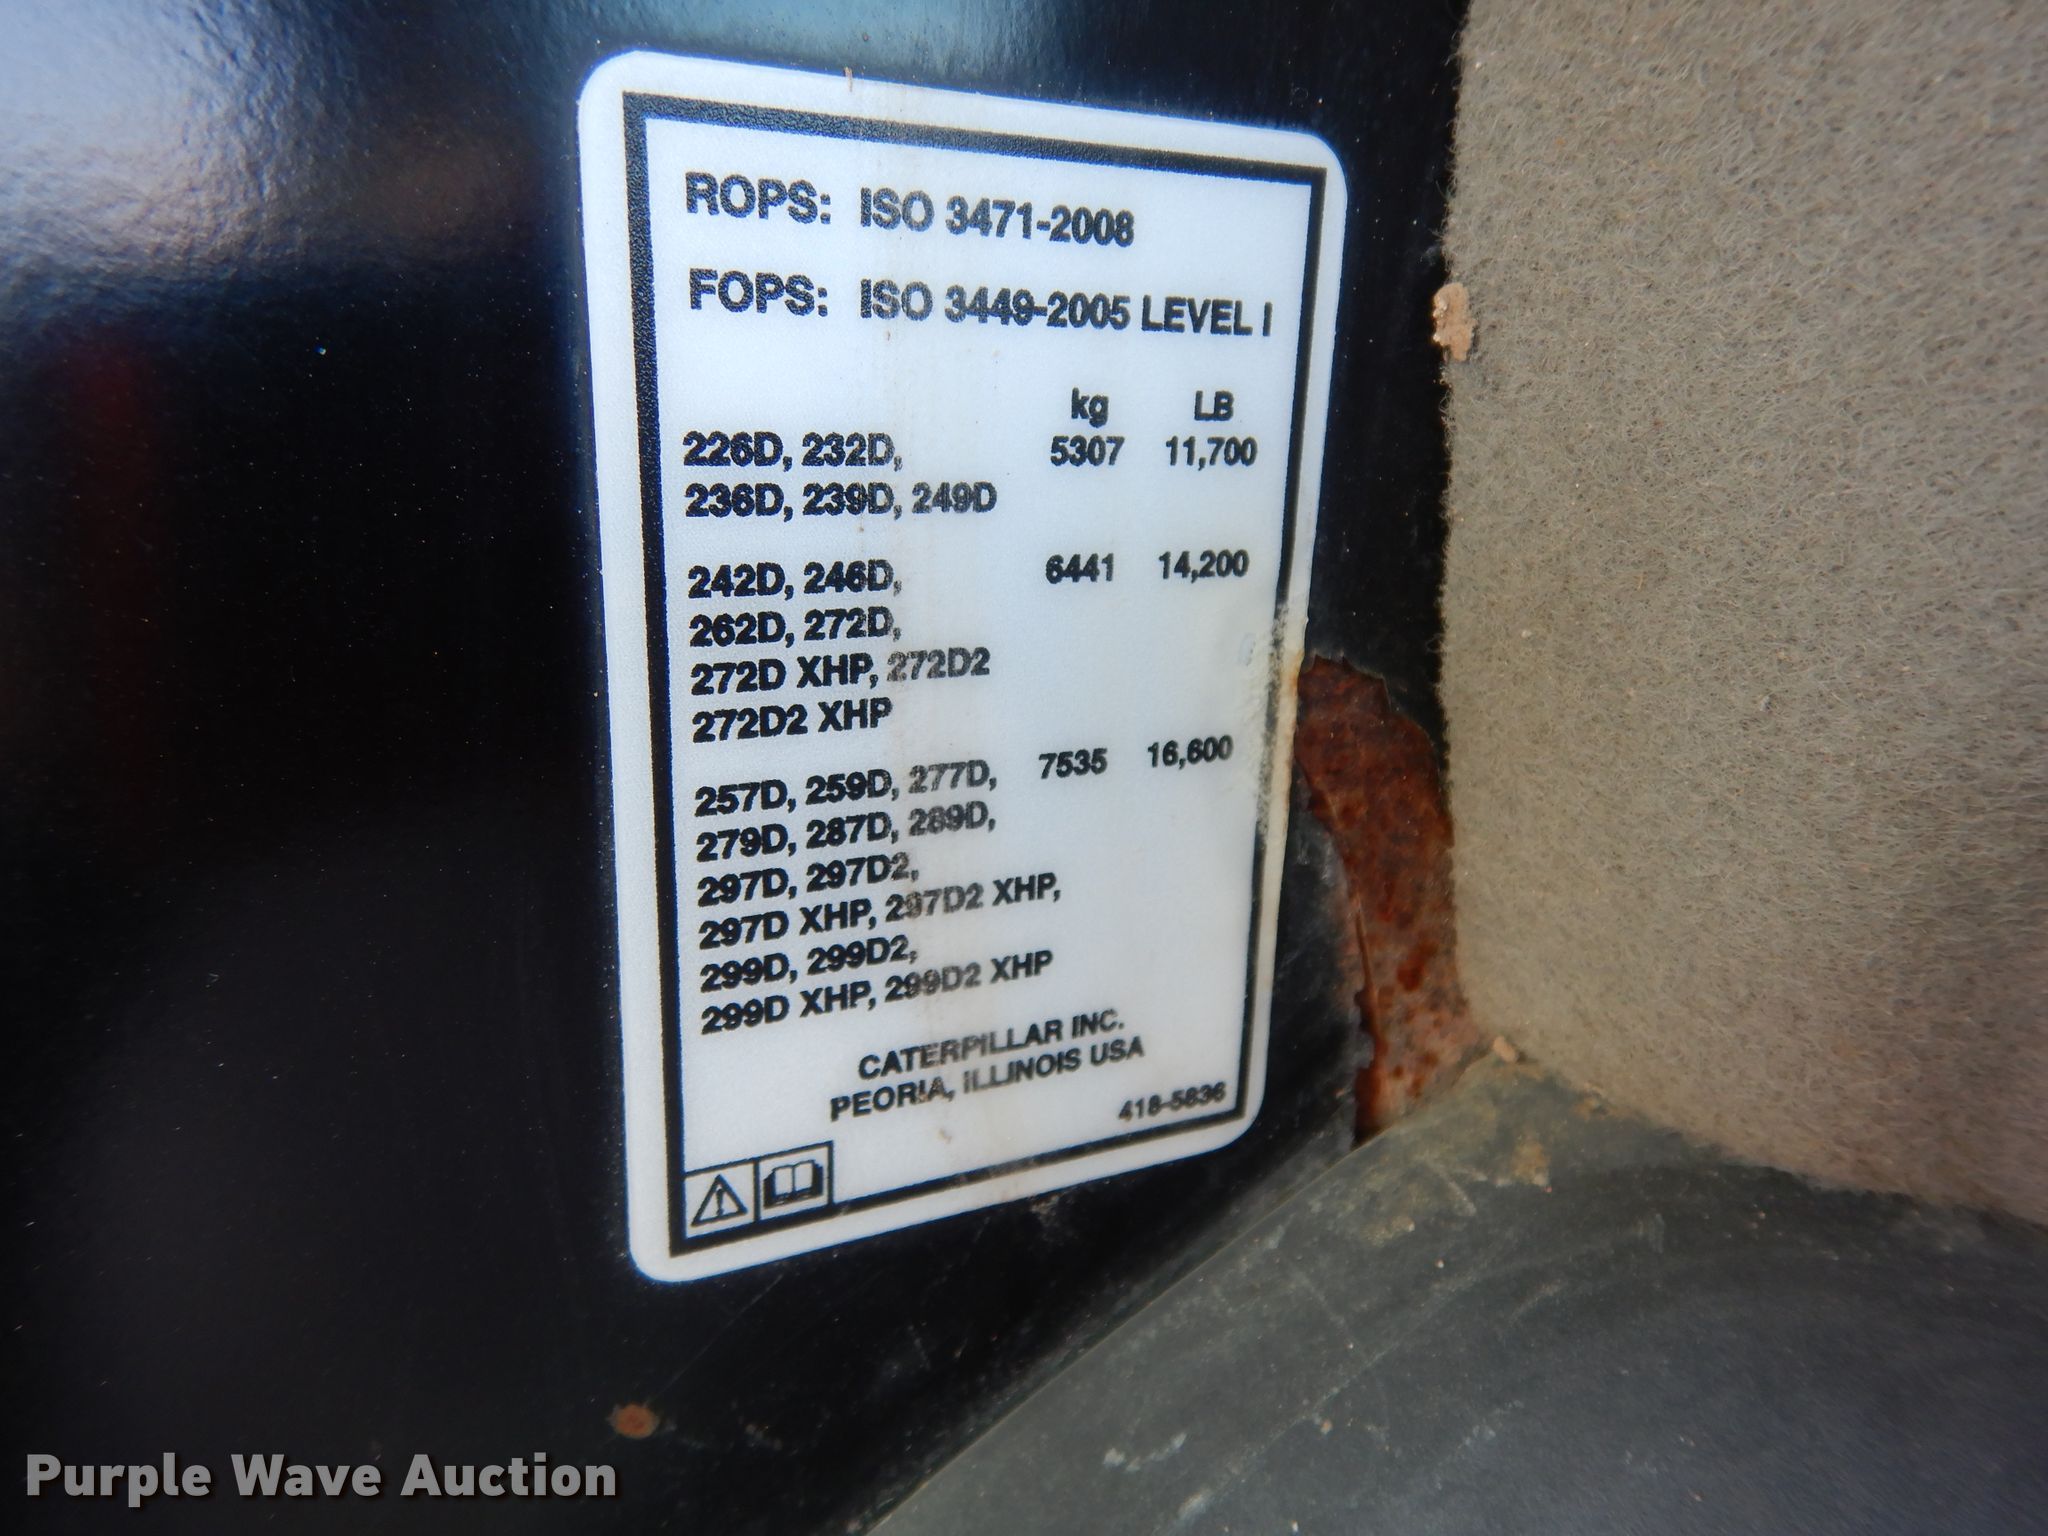 ROPS: ISO 3471-2008
FOPS: ISO 3449-2005 LEVEL I
kg LB
226D, 232D, 5307 11,700
236D, 239D, 249D
242D, 246D, 6441 14,200
262D, 272D,
272D XHP, 272D2
272D2 XHP
257D, 259D, 277D, 7535 16,600
279D, 287D, 289D,
297D, 297D2,
297D XHP, 297D2 XHP,
299D, 299D2,
299D XHP, 299D2 XHP
CATERPILLAR INC.
PEORIA, ILLINOIS USA
418-5836
Purple Wave Auction